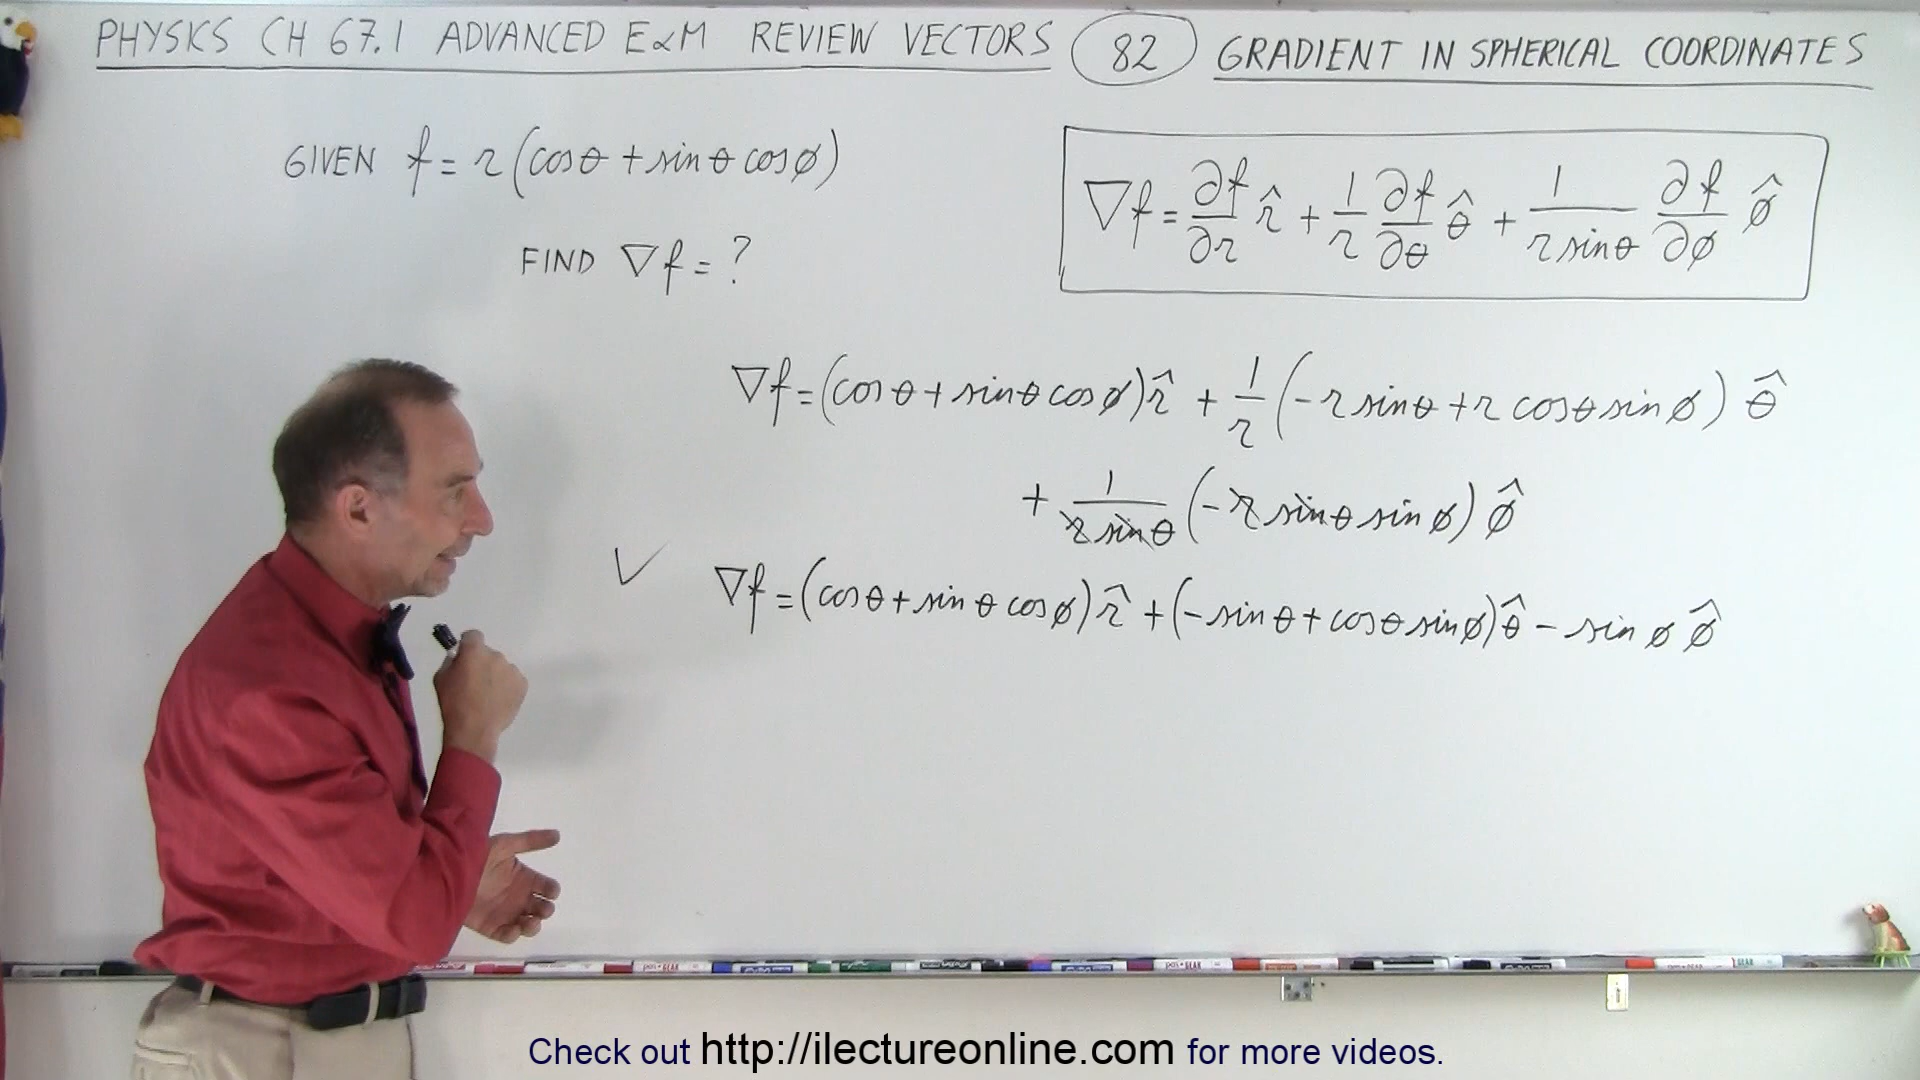 PHYSICS CH 67.1 ADVANCED E&M REVIEW VECTORS 82 GRADIENT IN SPHERICAL COORDINATES
GIVEN f = r(cosθ + sinθ cosφ)
FIND ∇f = ?
∇f = ∂f/∂r r̂ + 1/r ∂f/∂θ θ̂ + 1/(r sinθ) ∂f/∂φ φ̂
∇f = (cosθ + sinθ cosφ) r̂ + 1/r (-r sinθ + r cosθ sinφ) θ̂
+ 1/(r sinθ) (-r sinθ sinφ) φ̂
∇f = (cosθ + sinθ cosφ) r̂ + (-sinθ + cosθ sinφ) θ̂ - sinφ φ̂
Check out http://ilectureonline.com for more videos.